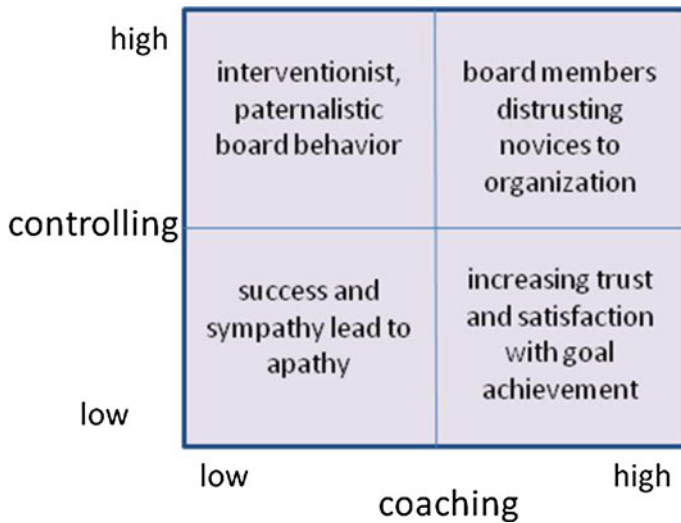 high
interventionist,
paternalistic
board behavior
board members
distrusting
novices to
organization
controlling
success and
sympathy lead to
apathy
increasing trust
and satisfaction
with goal
achievement
low
low
high
coaching